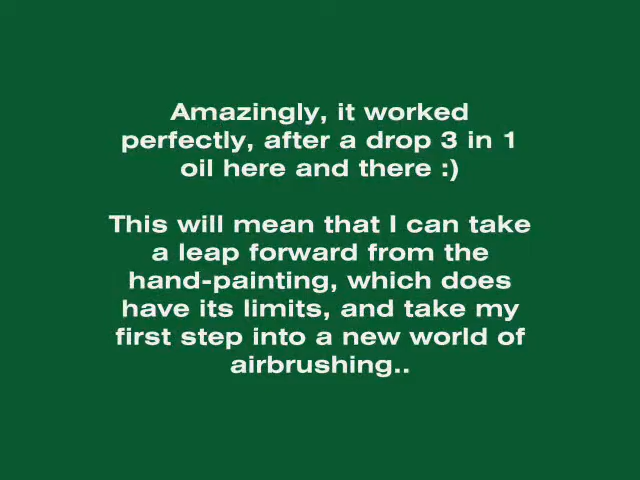 Amazingly, it worked
perfectly, after a drop 3 in 1
oil here and there :)
This will mean that I can take
a leap forward from the
hand-painting, which does
have its limits, and take my
first step into a new world of
airbrushing..